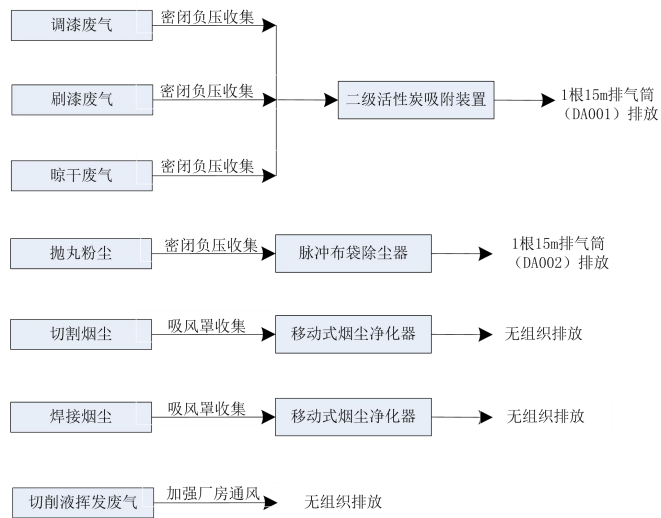 调漆废气
密闭负压收集
刷漆废气
密闭负压收集
二级活性炭吸附装置
1根15m排气筒
（DA001）排放
晾干废气
密闭负压收集
抛丸粉尘
密闭负压收集
脉冲布袋除尘器
1根15m排气筒
（DA002）排放
切割烟尘
吸风罩收集
移动式烟尘净化器
无组织排放
焊接烟尘
吸风罩收集
移动式烟尘净化器
无组织排放
切削液挥发废气
加强厂房通风
无组织排放